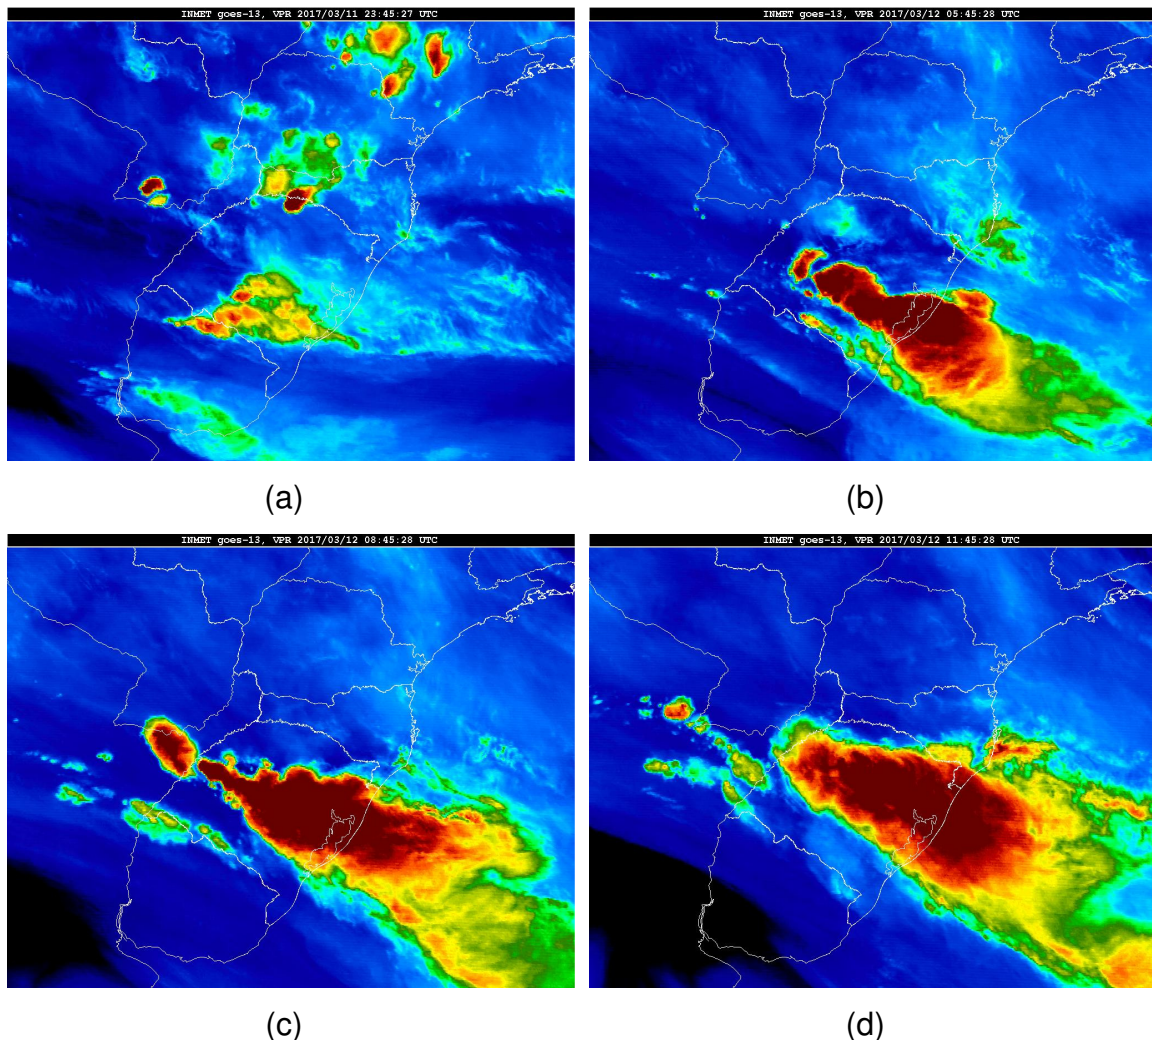 INMET goes-13, VPR 2017/03/11 23:45:27 UTC
INMET goes-13, VPR 2017/03/12 05:45:28 UTC
(a)
(b)
INMET goes-13, VPR 2017/03/12 08:45:28 UTC
INMET goes-13, VPR 2017/03/12 11:45:28 UTC
(c)
(d)